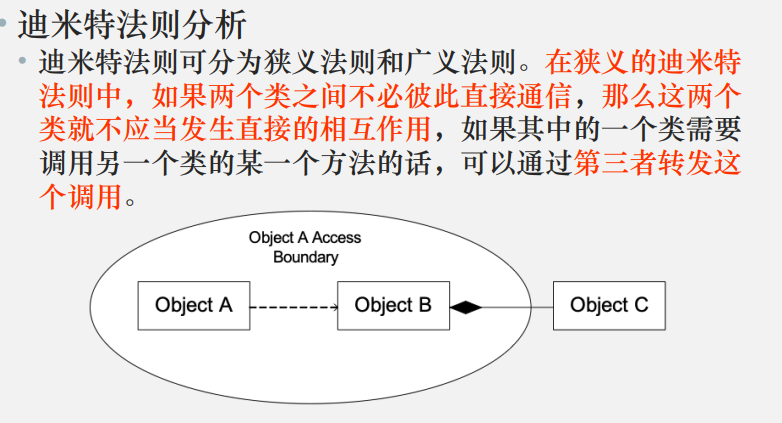 迪米特法则分析
迪米特法则可分为狭义法则和广义法则。在狭义的迪米特
法则中，如果两个类之间不必彼此直接通信，那么这两个
类就不应当发生直接的相互作用，如果其中的一个类需要
调用另一个类的某一个方法的话，可以通过第三者转发这
个调用。
Object A Access
Boundary
Object A
Object B
Object C